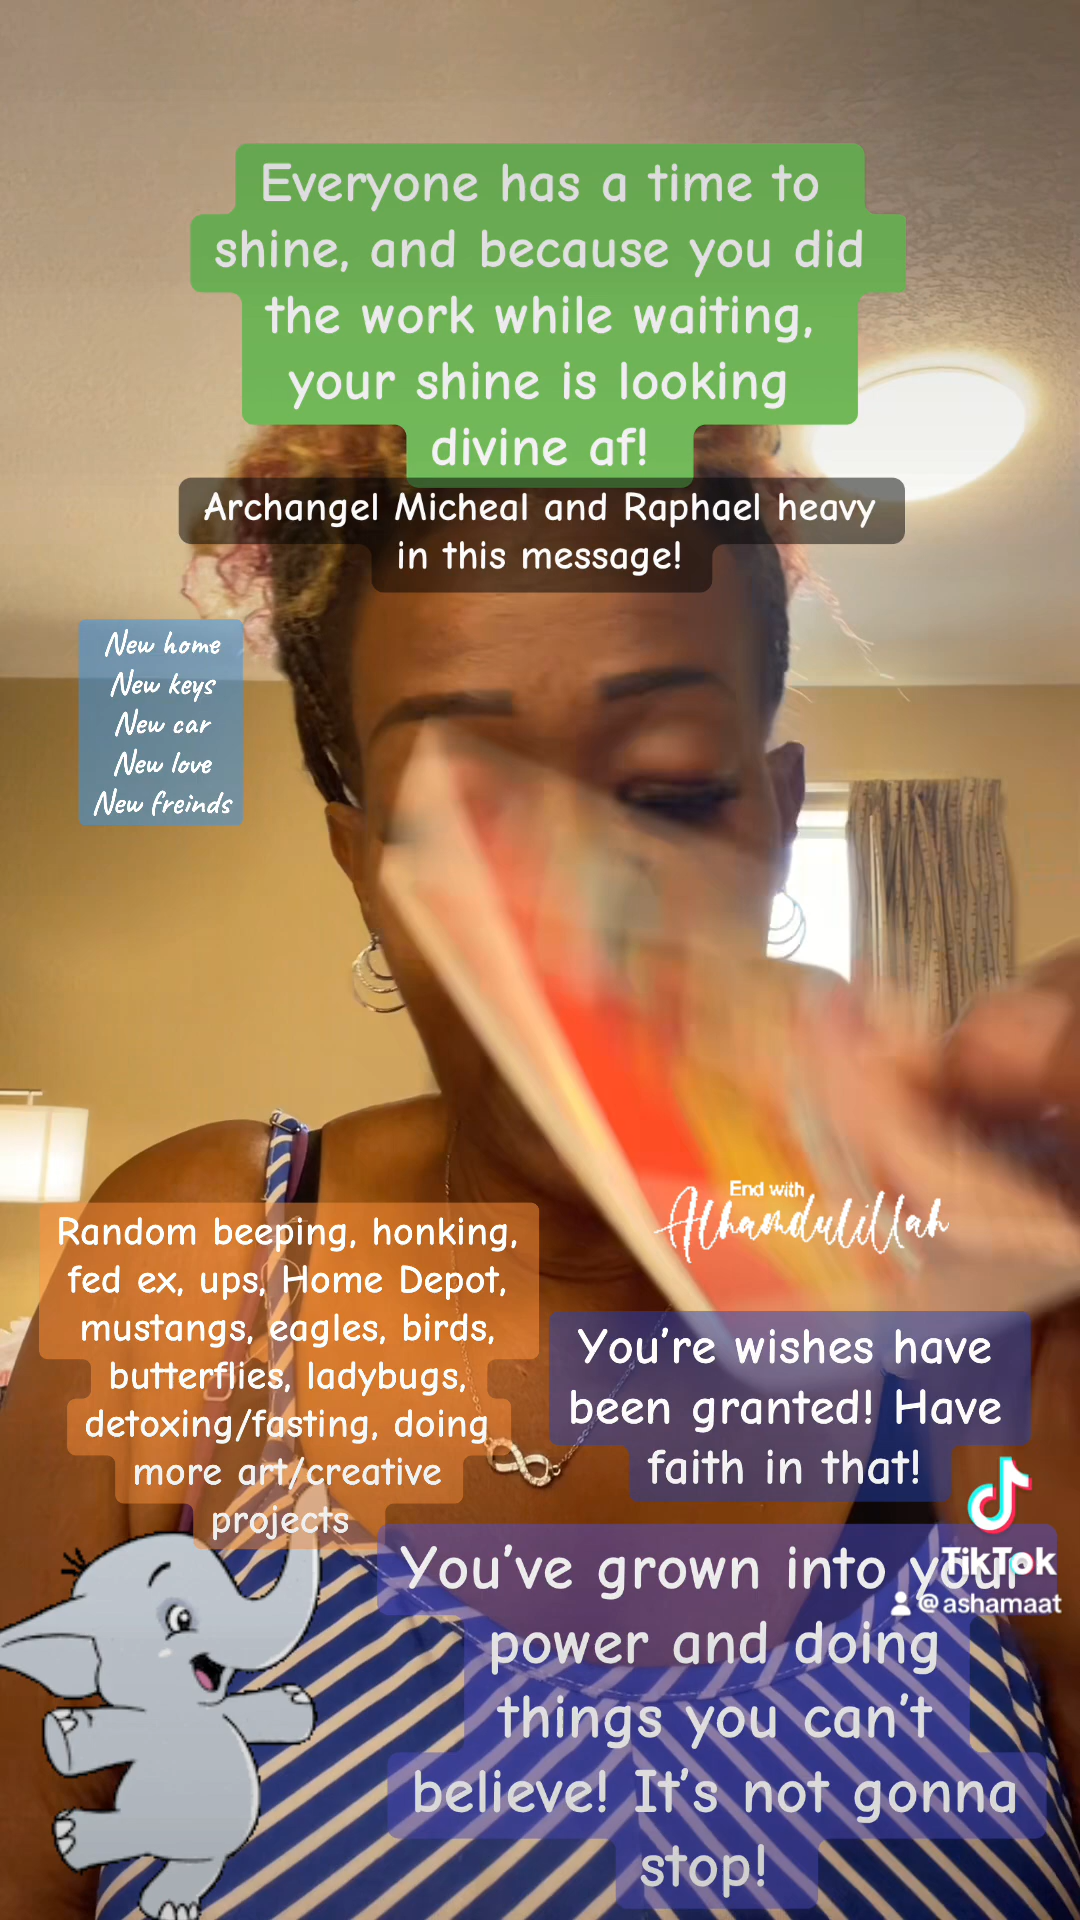 Everyone has a time to
shine, and because you did
the work while waiting,
your shine is looking
divine af!
Archangel Micheal and Raphael heavy
in this message!
New home
New keys
New car
New love
New freinds
End with
Alhamdulillah
Random beeping, honking,
fed ex, ups, Home Depot,
mustangs, eagles, birds,
butterflies, ladybugs,
detoxing/fasting, doing
more art/creative
projects
You're wishes have
been granted! Have
faith in that!
TikTok
@ashamaat
You've grown into your
power and doing
things you can't
believe! It's not gonna
stop!